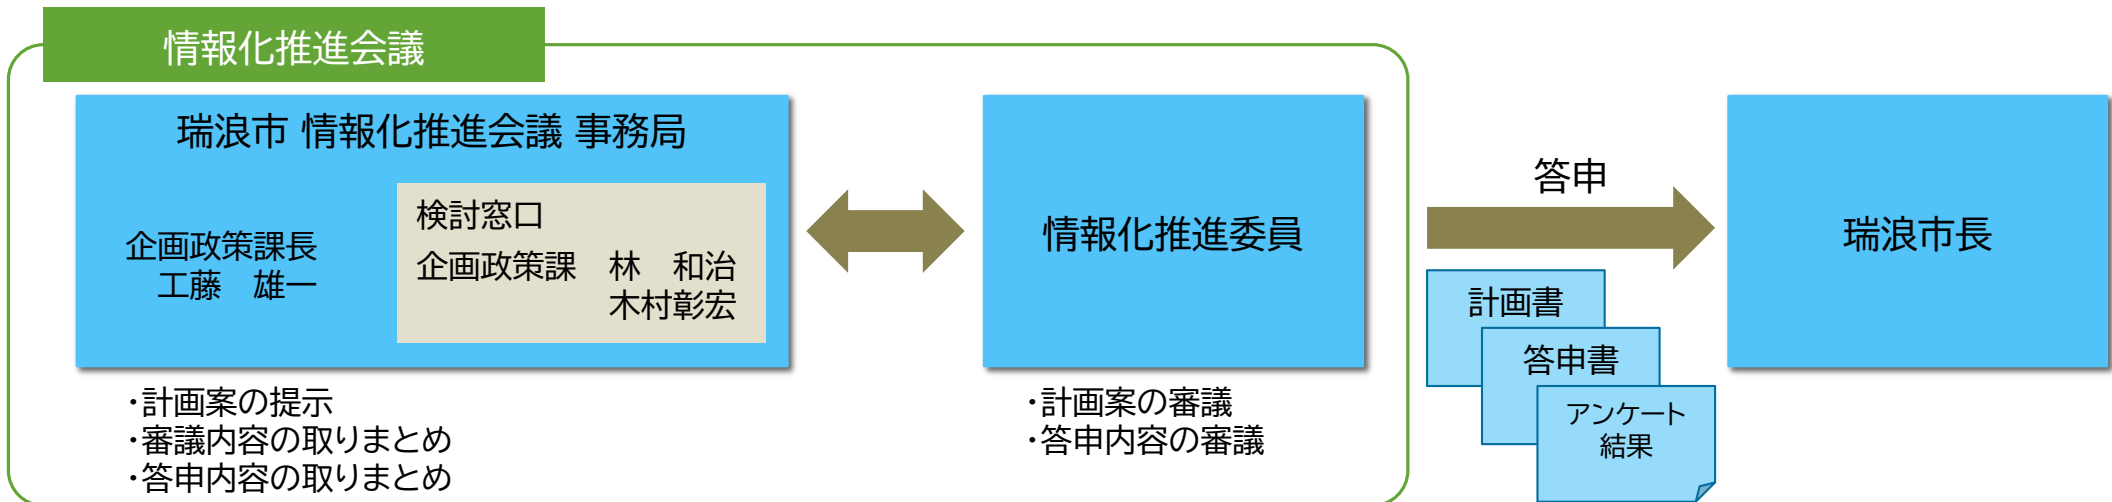 情報化推進会議
瑞浪市 情報化推進会議 事務局
企画政策課長
工藤　雄一
検討窓口
企画政策課　林　和治
木村彰宏
・計画案の提示
・審議内容の取りまとめ
・答申内容の取りまとめ
情報化推進委員
・計画案の審議
・答申内容の審議
答申
計画書
答申書
アンケート
結果
瑞浪市長